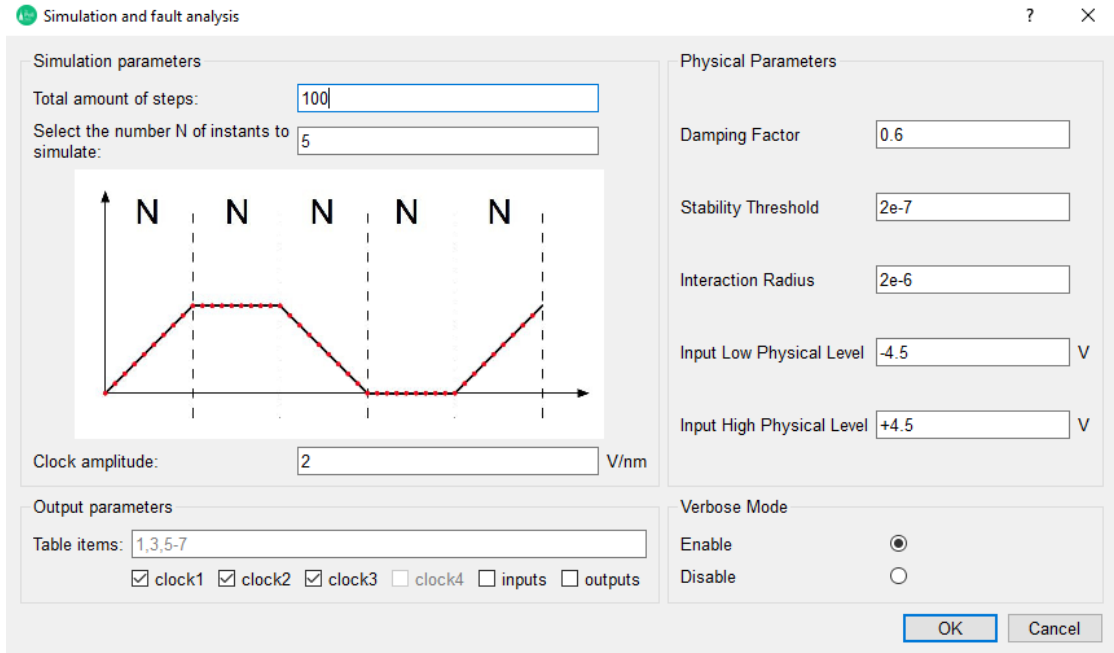 Simulation and fault analysis
?
Simulation parameters
Total amount of steps:
100
Select the number N of instants to
simulate:
5
N N N N N
Clock amplitude:
2
V/nm
Output parameters
Table items:
1,3,5-7
clock1 clock2 clock3 clock4 inputs outputs
Physical Parameters
Damping Factor
0.6
Stability Threshold
2e-7
Interaction Radius
2e-6
Input Low Physical Level
-4.5
V
Input High Physical Level
+4.5
V
Verbose Mode
Enable
Disable
OK
Cancel